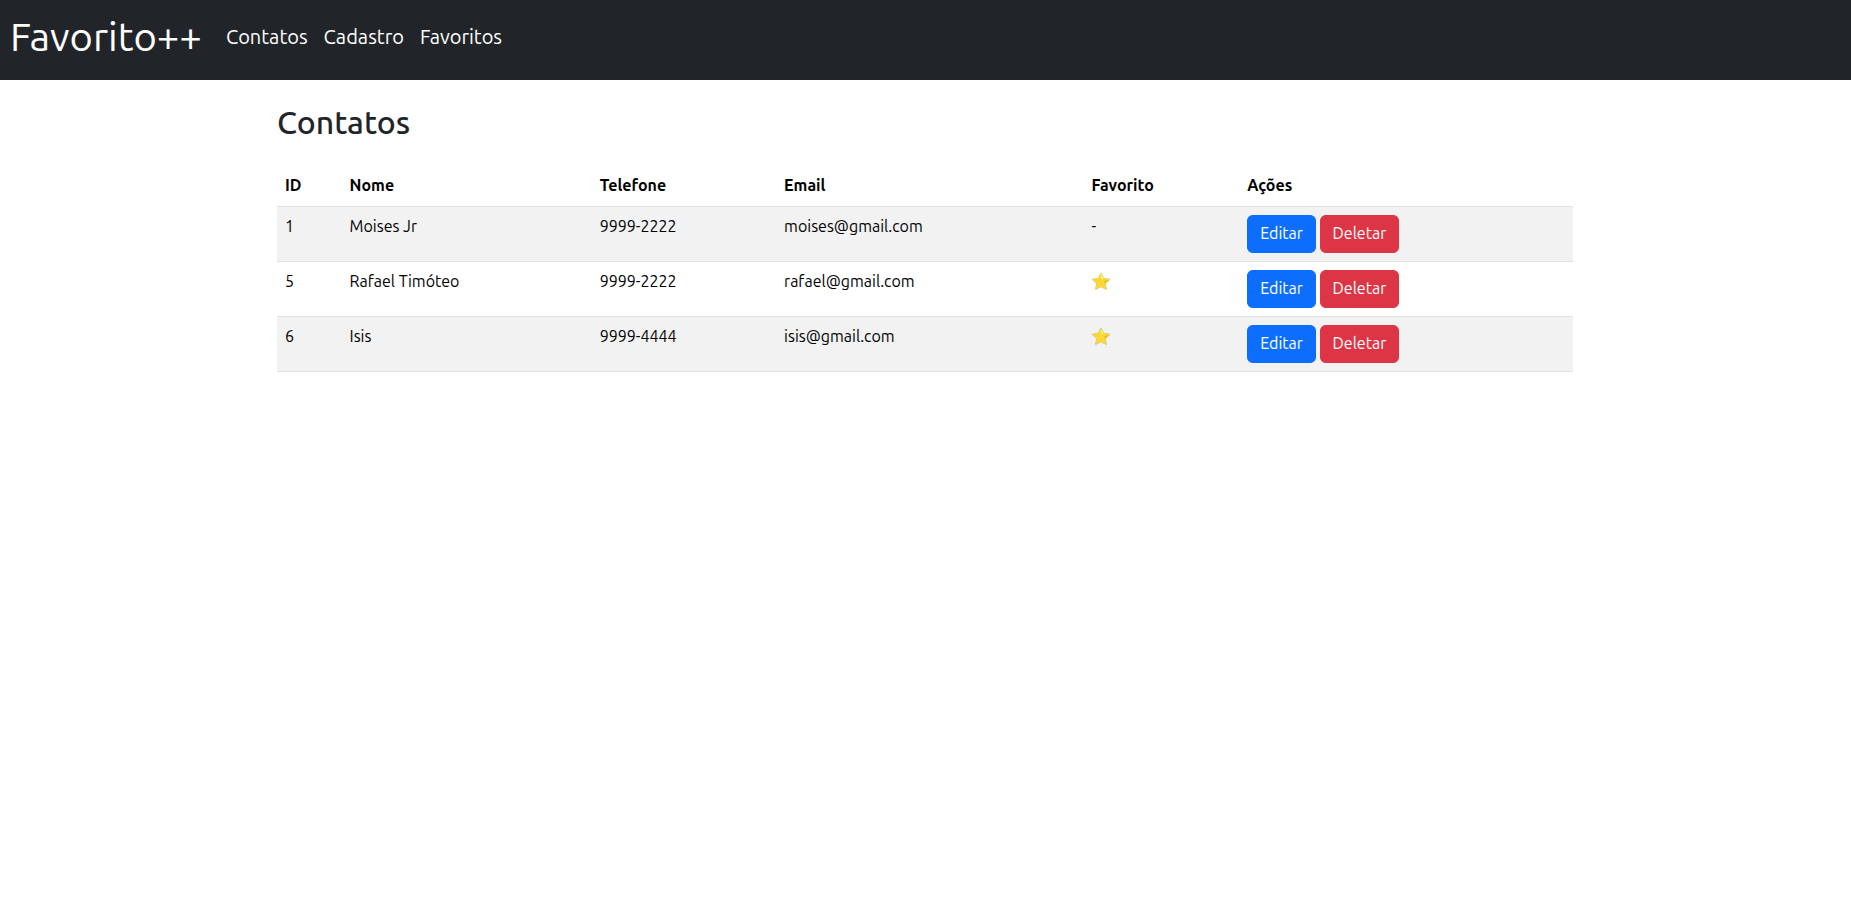 Favorito++ Contatos Cadastro Favoritos
Contatos
ID Nome Telefone Email Favorito Ações
1 Moises Jr 9999-2222 moises@gmail.com - Editar Deletar
5 Rafael Timóteo 9999-2222 rafael@gmail.com ⭐ Editar Deletar
6 Isis 9999-4444 isis@gmail.com ⭐ Editar Deletar